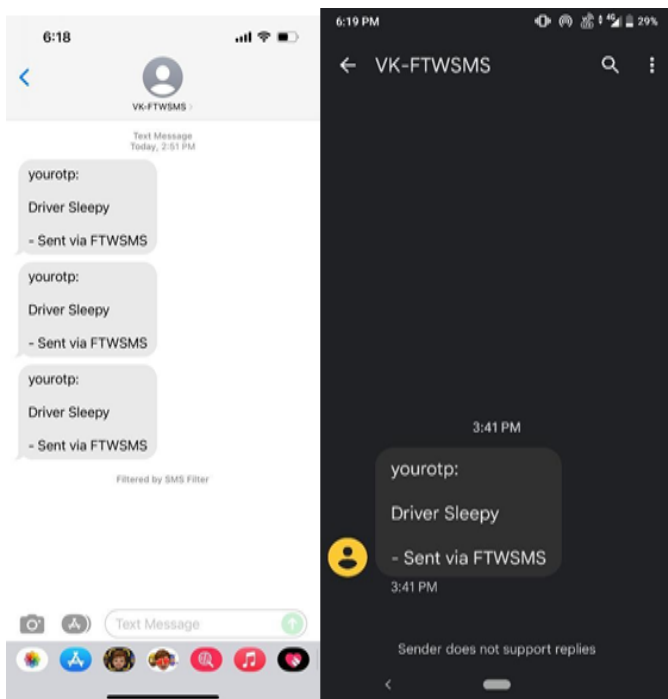 6:18
VK-FTWSMS
Text Message
Today, 2:51 PM
yourotp:
Driver Sleepy
- Sent via FTWSMS
yourotp:
Driver Sleepy
- Sent via FTWSMS
yourotp:
Driver Sleepy
- Sent via FTWSMS
Filtered by SMS Filter
Text Message
6:19 PM
4G
29%
VK-FTWSMS
3:41 PM
yourotp:
Driver Sleepy
- Sent via FTWSMS
3:41 PM
Sender does not support replies